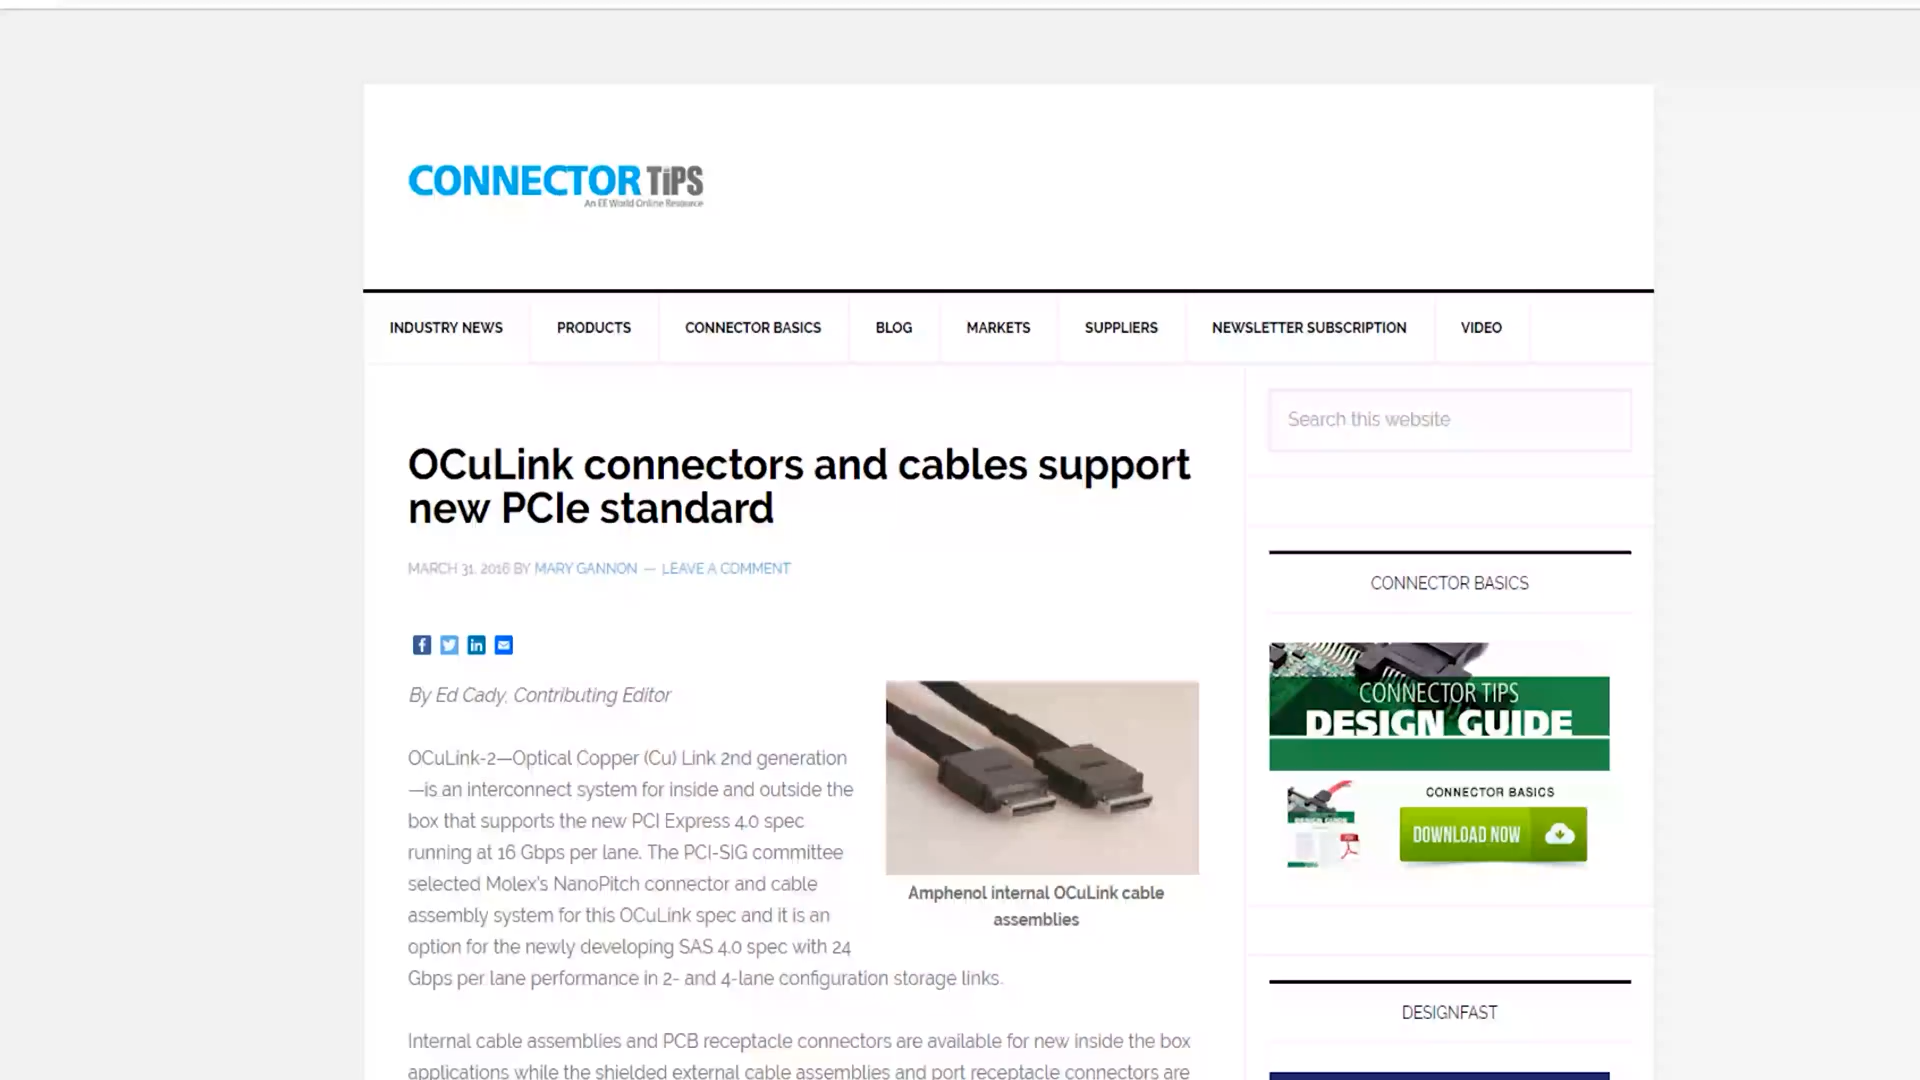 CONNECTOR TiPS
An EE World Online Resource
INDUSTRY NEWS
PRODUCTS
CONNECTOR BASICS
BLOG
MARKETS
SUPPLIERS
NEWSLETTER SUBSCRIPTION
VIDEO
Search this website
OCuLink connectors and cables support
new PCIe standard
MARCH 31, 2016 BY MARY GANNON — LEAVE A COMMENT
By Ed Cady, Contributing Editor
OCuLink-2—Optical Copper (Cu) Link 2nd generation
—is an interconnect system for inside and outside the
box that supports the new PCI Express 4.0 spec
running at 16 Gbps per lane. The PCI-SIG committee
selected Molex's NanoPitch connector and cable
assembly system for this OCuLink spec and it is an
option for the newly developing SAS 4.0 spec with 24
Gbps per lane performance in 2- and 4-lane configuration storage links.
Amphenol internal OCuLink cable
assemblies
Internal cable assemblies and PCB receptacle connectors are available for new inside the box
applications while the shielded external cable assemblies and port receptacle connectors are
CONNECTOR BASICS
CONNECTOR TIPS
DESIGN GUIDE
CONNECTOR BASICS
DOWNLOAD NOW
DESIGNFAST